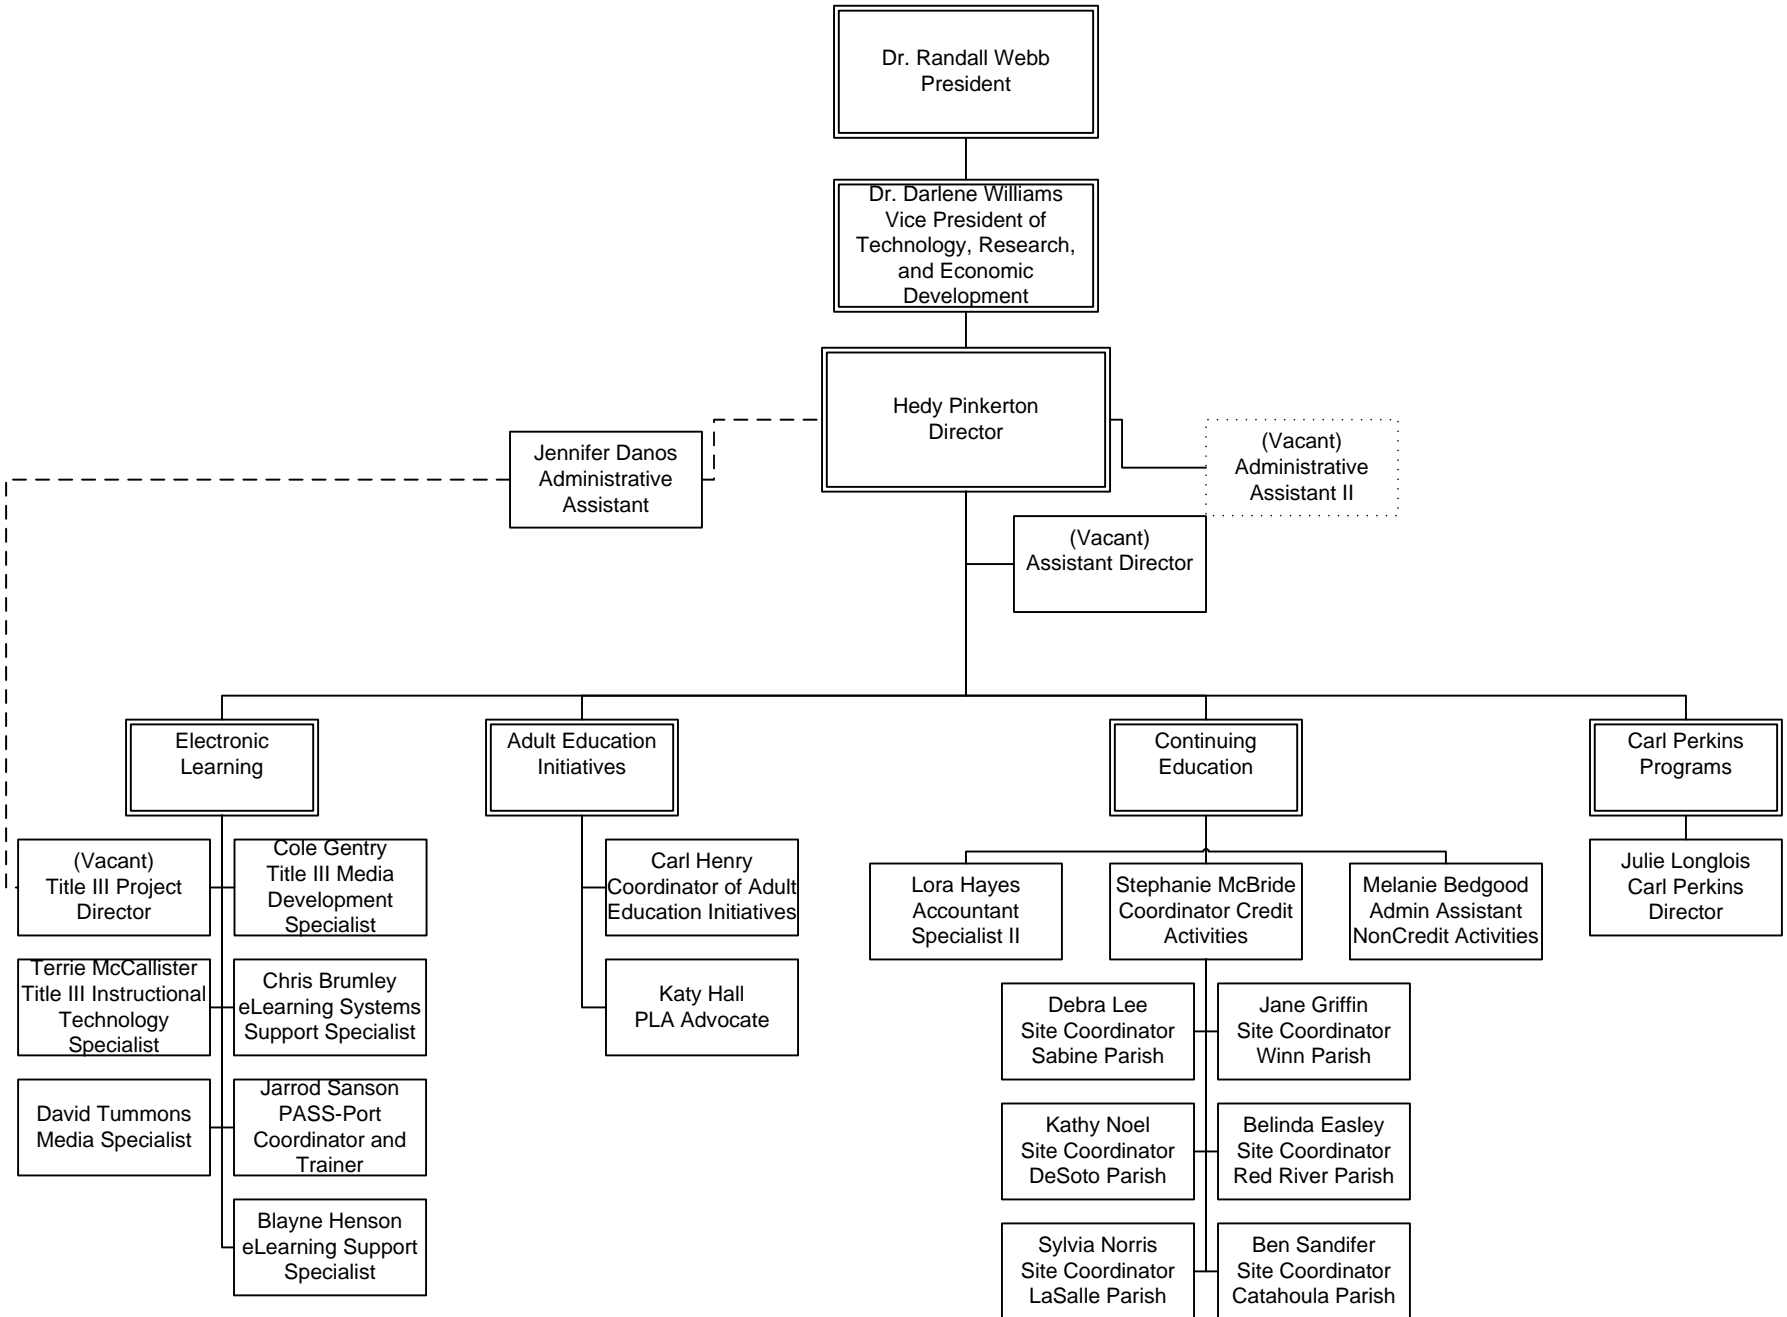 Dr. Randall Webb
President
Dr. Darlene Williams
Vice President of
Technology, Research,
and Economic
Development
Hedy Pinkerton
Director
Jennifer Danos
Administrative
Assistant
(Vacant)
Administrative
Assistant II
(Vacant)
Assistant Director
Electronic
Learning
Adult Education
Initiatives
Continuing
Education
Carl Perkins
Programs
(Vacant)
Title III Project
Director
Cole Gentry
Title III Media
Development
Specialist
Terrie McCallister
Title III Instructional
Technology
Specialist
Chris Brumley
eLearning Systems
Support Specialist
David Tummons
Media Specialist
Jarrod Sanson
PASS-Port
Coordinator and
Trainer
Blayne Henson
eLearning Support
Specialist
Carl Henry
Coordinator of Adult
Education Initiatives
Katy Hall
PLA Advocate
Lora Hayes
Accountant
Specialist II
Stephanie McBride
Coordinator Credit
Activities
Melanie Bedgood
Admin Assistant
NonCredit Activities
Debra Lee
Site Coordinator
Sabine Parish
Jane Griffin
Site Coordinator
Winn Parish
Kathy Noel
Site Coordinator
DeSoto Parish
Belinda Easley
Site Coordinator
Red River Parish
Sylvia Norris
Site Coordinator
LaSalle Parish
Ben Sandifer
Site Coordinator
Catahoula Parish
Julie Longlois
Carl Perkins
Director